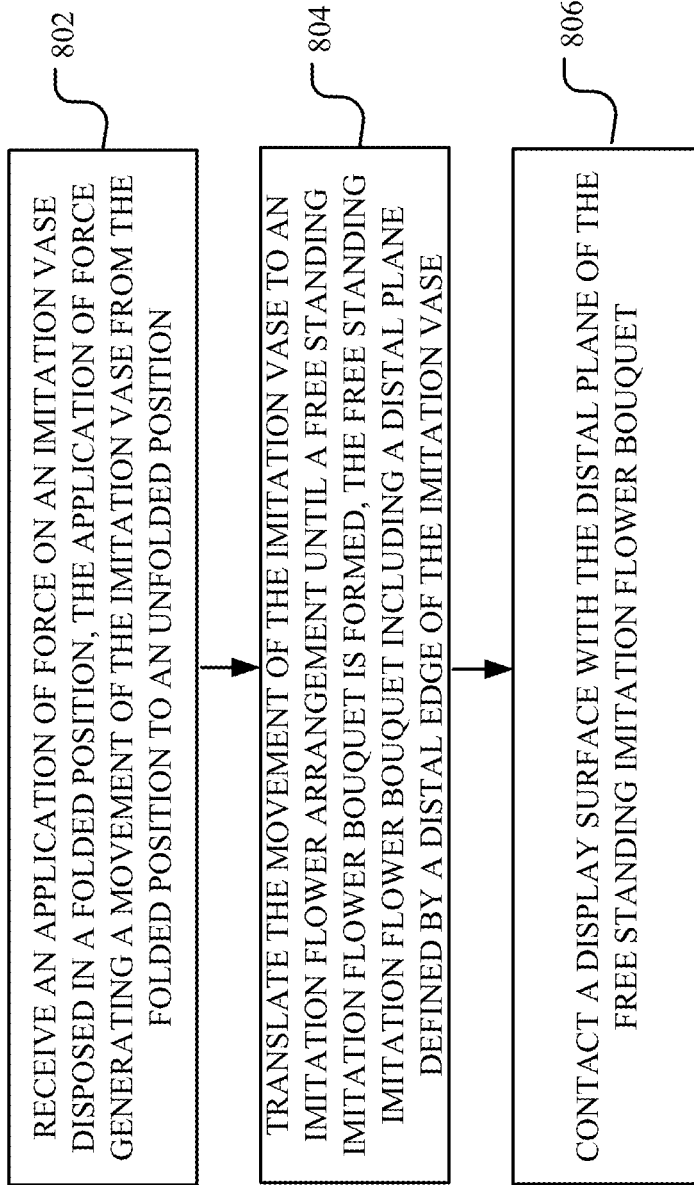 RECEIVE AN APPLICATION OF FORCE ON AN IMITATION VASE
DISPOSED IN A FOLDED POSITION, THE APPLICATION OF FORCE
GENERATING A MOVEMENT OF THE IMITATION VASE FROM THE
FOLDED POSITION TO AN UNFOLDED POSITION
802
TRANSLATE THE MOVEMENT OF THE IMITATION VASE TO AN
IMITATION FLOWER ARRANGEMENT UNTIL A FREE STANDING
IMITATION FLOWER BOUQUET IS FORMED, THE FREE STANDING
IMITATION FLOWER BOUQUET INCLUDING A DISTAL PLANE
DEFINED BY A DISTAL EDGE OF THE IMITATION VASE
804
CONTACT A DISPLAY SURFACE WITH THE DISTAL PLANE OF THE
FREE STANDING IMITATION FLOWER BOUQUET
806